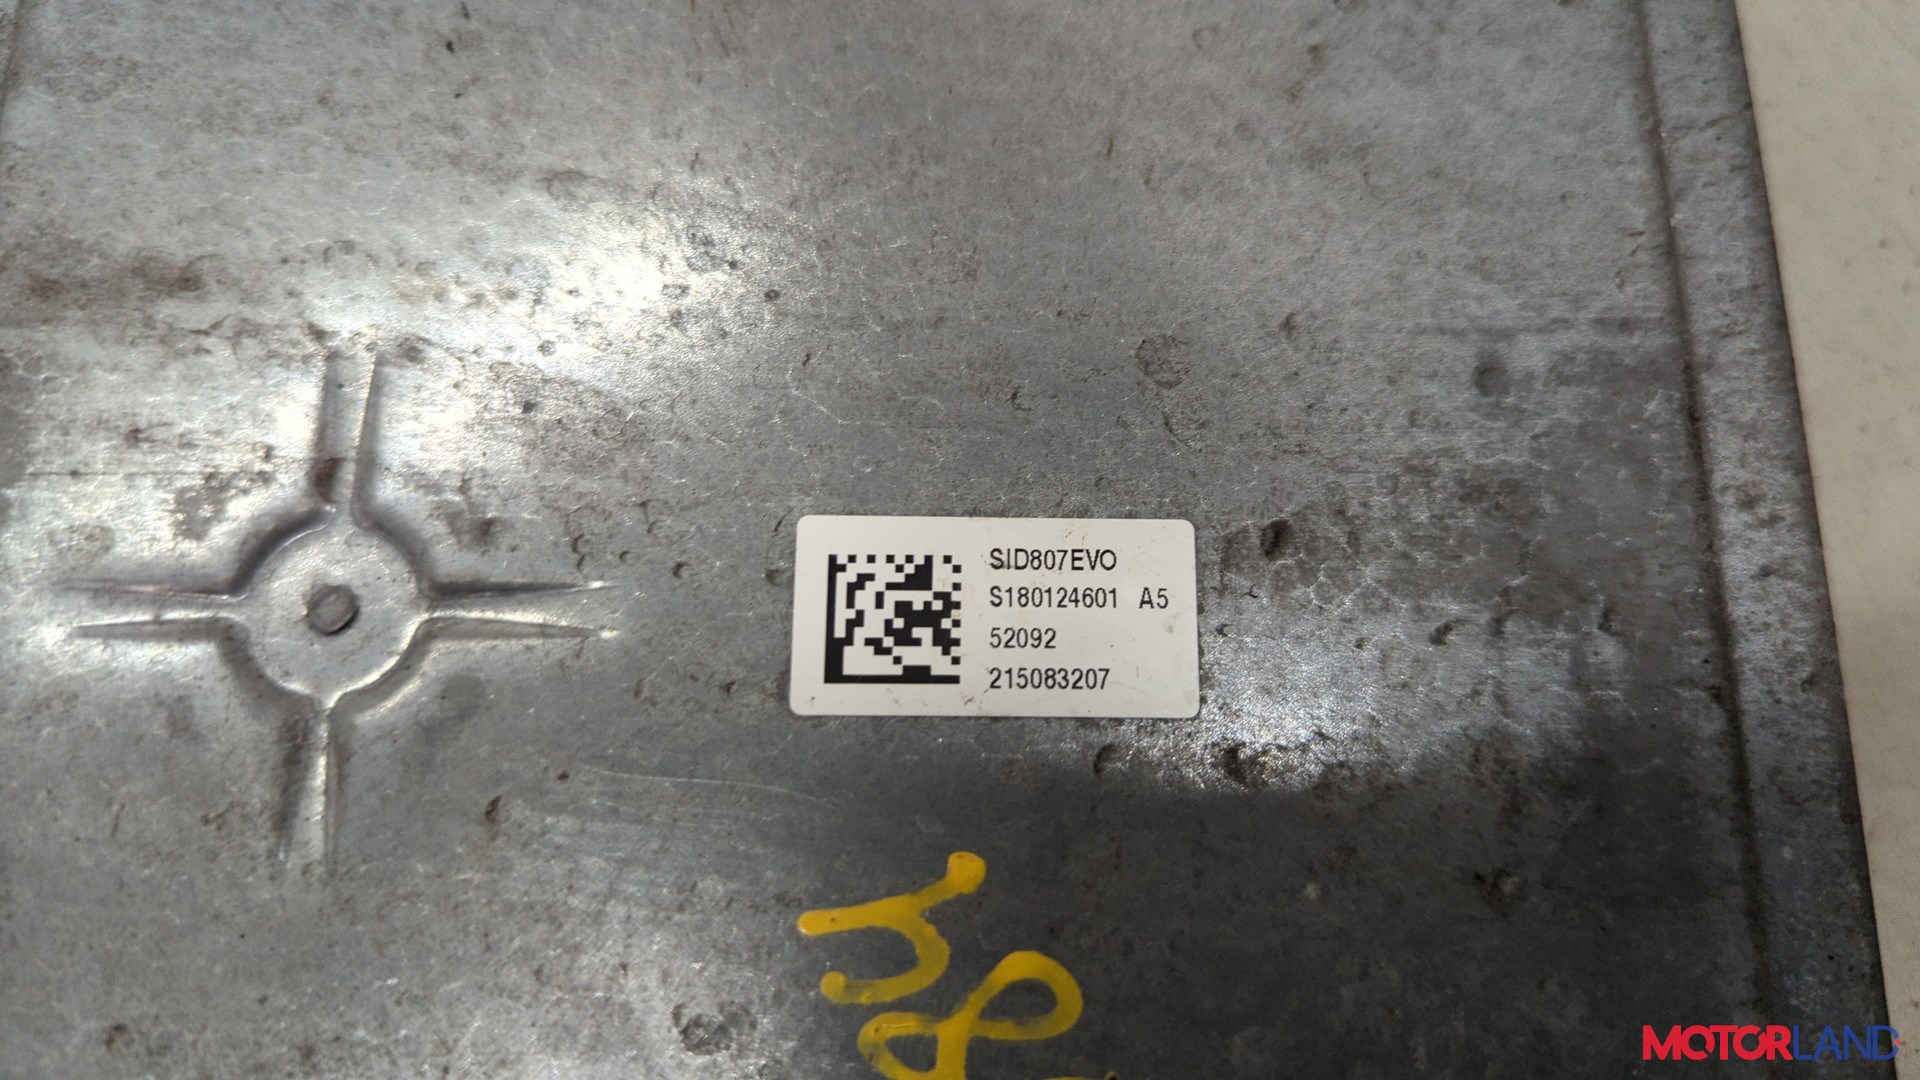 SID807EVO
S180124601 A5
52092
215083207
MOTORLAND